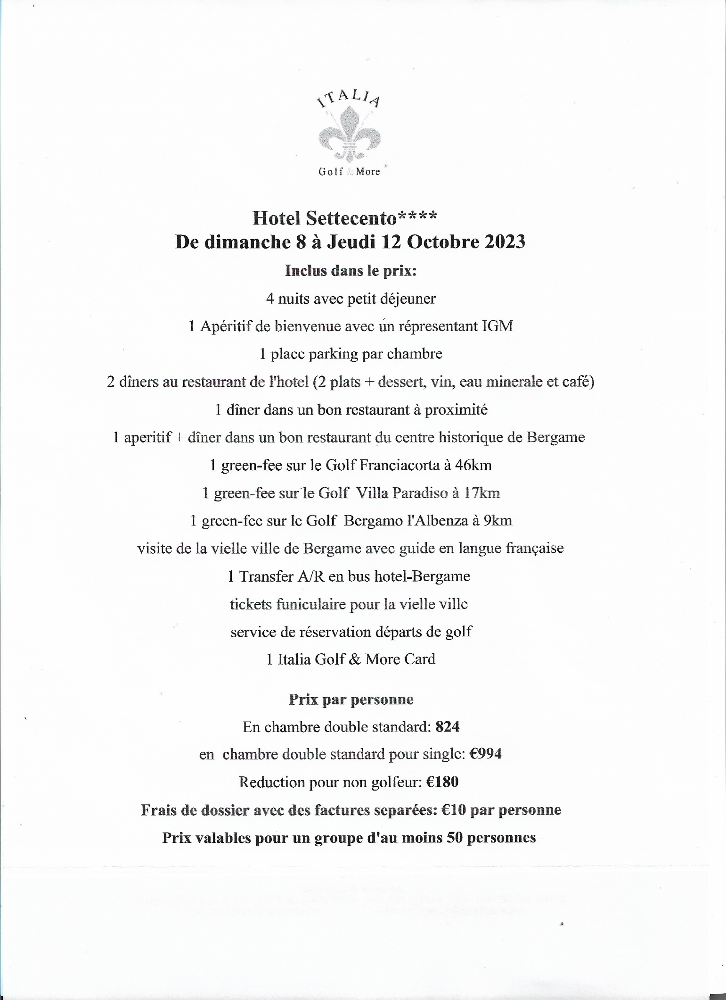 ITALIA
Golf & More
Hotel Settecento****
De dimanche 8 à Jeudi 12 Octobre 2023
Inclus dans le prix:
4 nuits avec petit déjeuner
1 Apéritif de bienvenue avec un répresentant IGM
1 place parking par chambre
2 dîners au restaurant de l'hotel (2 plats + dessert, vin, eau minerale et café)
1 dîner dans un bon restaurant à proximité
1 aperitif + dîner dans un bon restaurant du centre historique de Bergame
1 green-fee sur le Golf Franciacorta à 46km
1 green-fee sur le Golf Villa Paradiso à 17km
1 green-fee sur le Golf Bergamo l'Albenza à 9km
visite de la vielle ville de Bergame avec guide en langue française
1 Transfer A/R en bus hotel-Bergame
tickets funiculaire pour la vielle ville
service de réservation départs de golf
1 Italia Golf & More Card
Prix par personne
En chambre double standard: 824
en chambre double standard pour single: €994
Reduction pour non golfeur: €180
Frais de dossier avec des factures separées: €10 par personne
Prix valables pour un groupe d'au moins 50 personnes